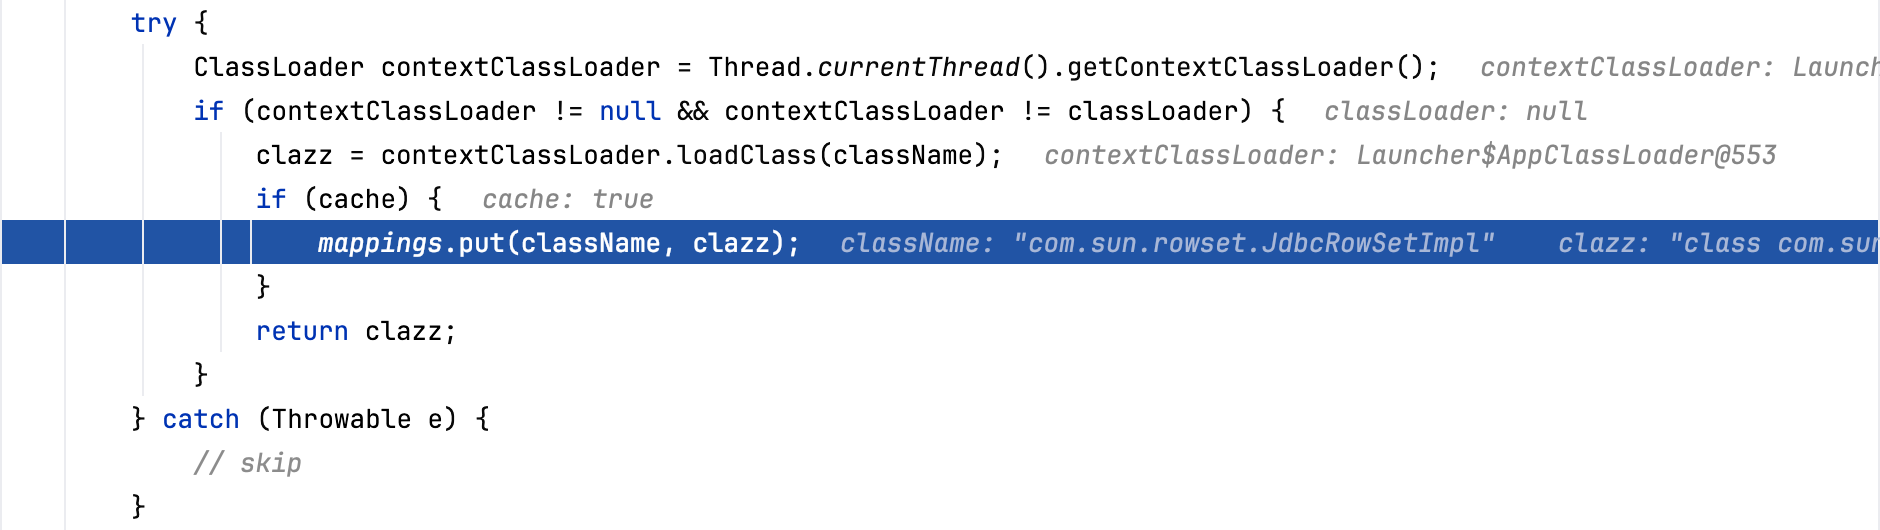 try {
ClassLoader contextClassLoader = Thread.currentThread().getContextClassLoader(); contextClassLoader: Launch
if (contextClassLoader != null && contextClassLoader != classLoader) { classLoader: null
clazz = contextClassLoader.loadClass(className); contextClassLoader: Launcher$AppClassLoader@553
if (cache) { cache: true
mappings.put(className, clazz); className: "com.sun.rowset.JdbcRowSetImpl" clazz: "class com.sun
}
return clazz;
}
} catch (Throwable e) {
// skip
}